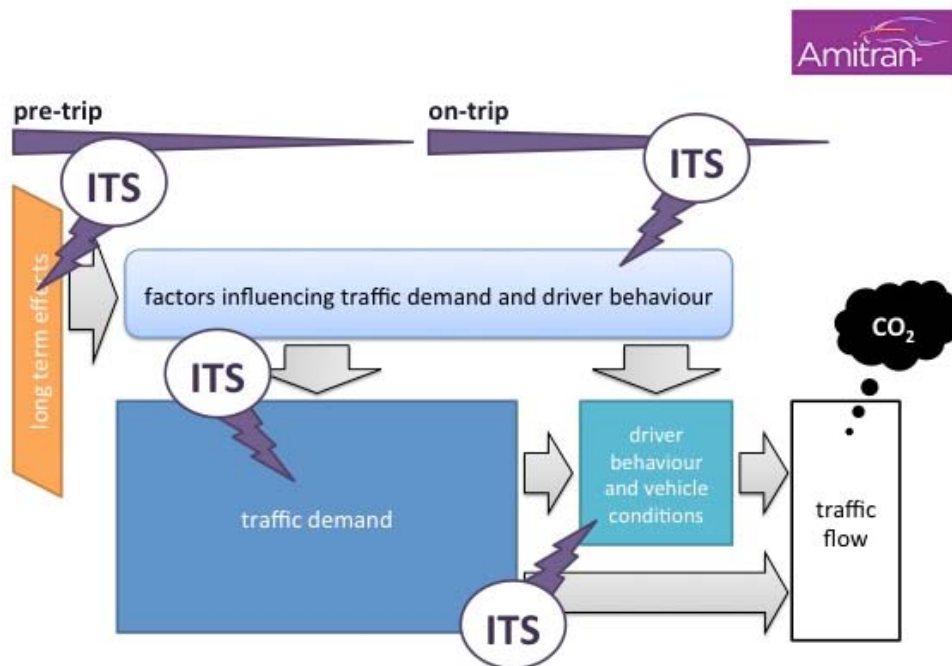 Amitran
pre-trip
on-trip
ITS
ITS
long term effects
factors influencing traffic demand and driver behaviour
CO₂
ITS
traffic demand
driver
behaviour
and vehicle
conditions
traffic
flow
ITS